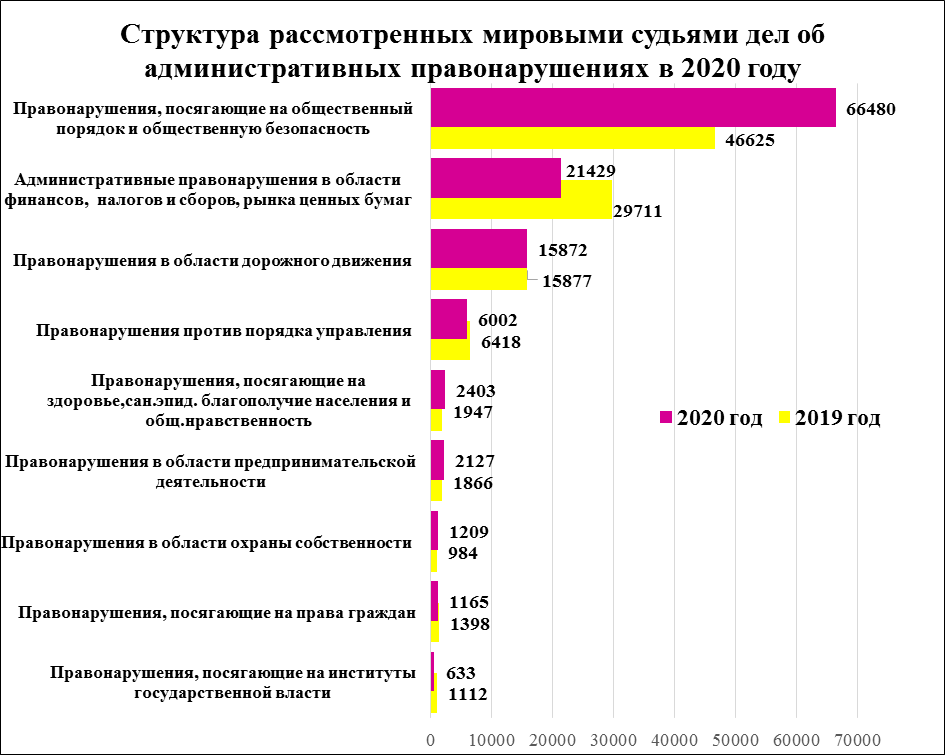 Структура рассмотренных мировыми судьями дел об
административных правонарушениях в 2020 году
Правонарушения, посягающие на общественный
порядок и общественную безопасность
66480
46625
Административные правонарушения в области
финансов, налогов и сборов, рынка ценных бумаг
21429
29711
Правонарушения в области дорожного движения
15872
15877
Правонарушения против порядка управления
6002
6418
Правонарушения, посягающие на
здоровье,сан.эпид. благополучие населения и
общ.нравственность
2403
1947
2020 год
2019 год
Правонарушения в области предпринимательской
деятельности
2127
1866
Правонарушения в области охраны собственности
1209
984
Правонарушения, посягающие на права граждан
1165
1398
Правонарушения, посягающие на институты
государственной власти
633
1112
0 10000 20000 30000 40000 50000 60000 70000